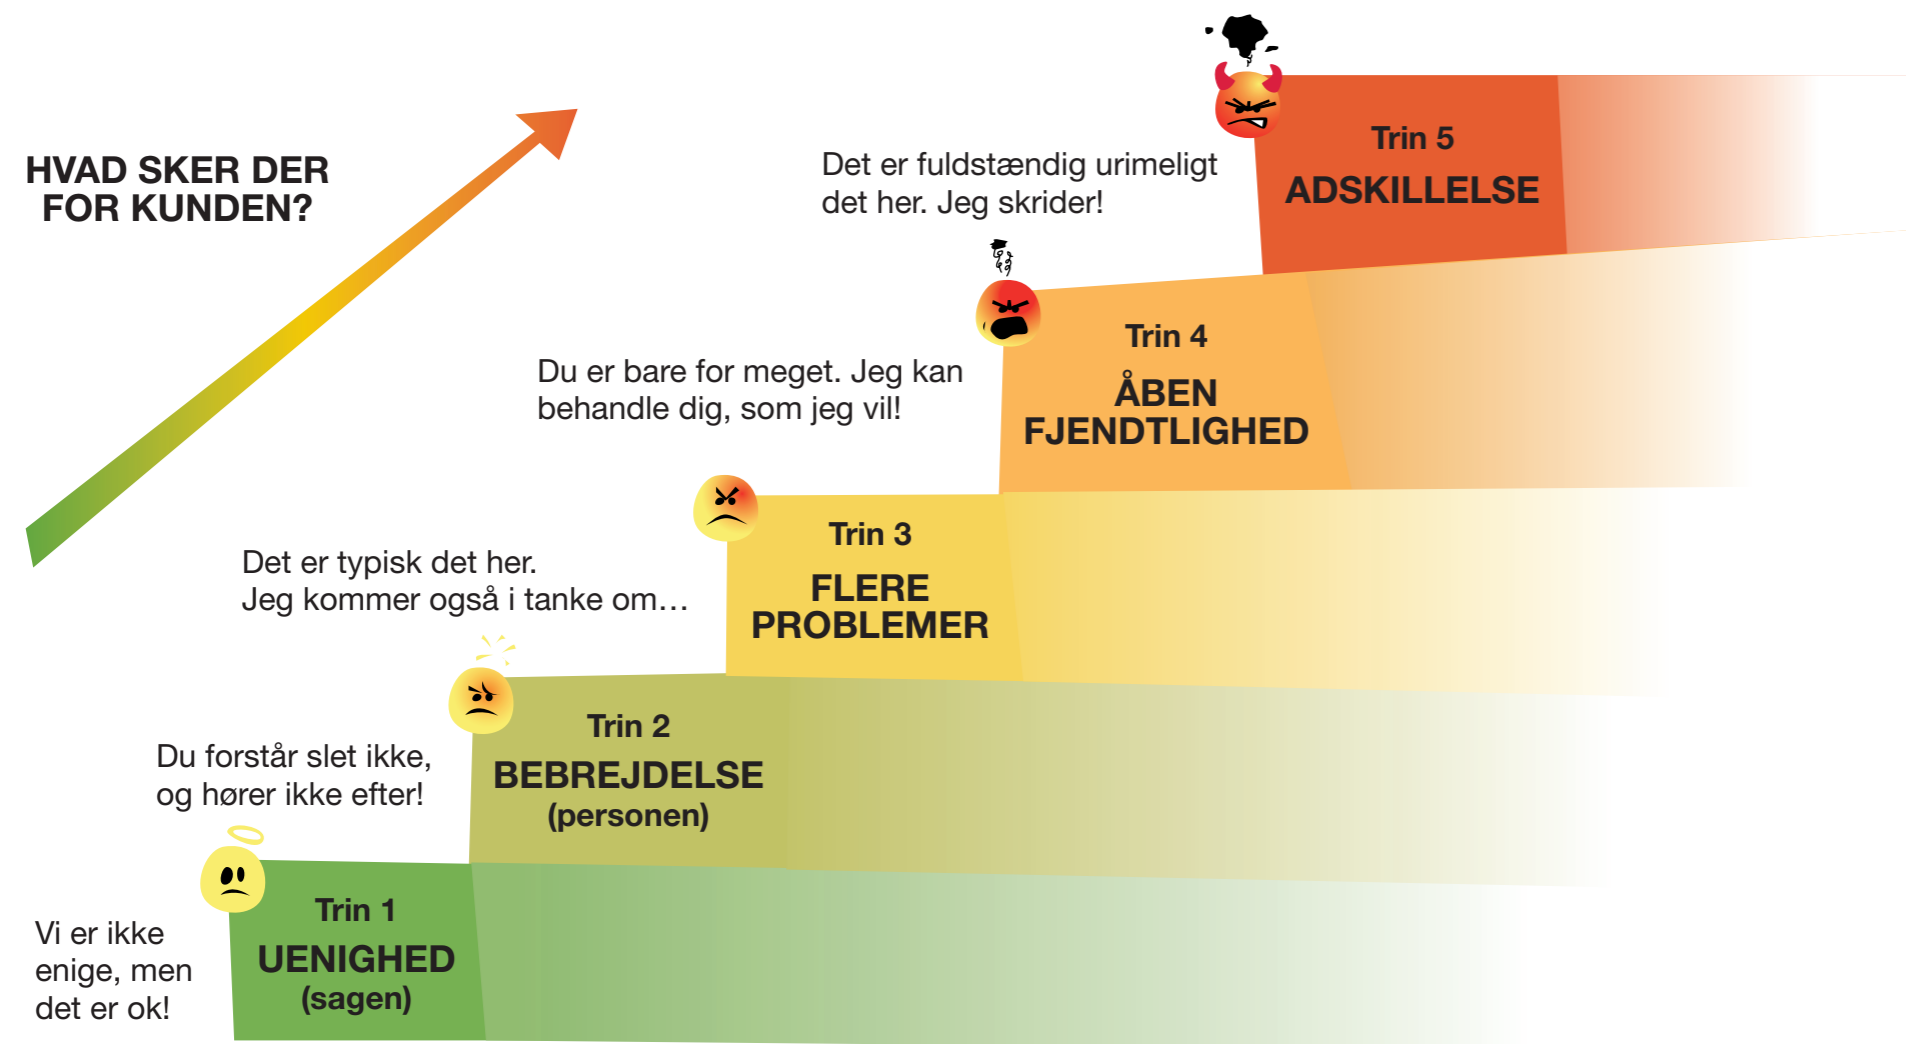 HVAD SKER DER
FOR KUNDEN?
Det er fuldstændig urimeligt
det her. Jeg skrider!
Trin 5
ADSKILLELSE
Du er bare for meget. Jeg kan
behandle dig, som jeg vil!
Trin 4
ÅBEN
FJENDTLIGHED
Det er typisk det her.
Jeg kommer også i tanke om…
Trin 3
FLERE
PROBLEMER
Du forstår slet ikke,
og hører ikke efter!
Trin 2
BEBREJDELSE
(personen)
Vi er ikke
enige, men
det er ok!
Trin 1
UENIGHED
(sagen)